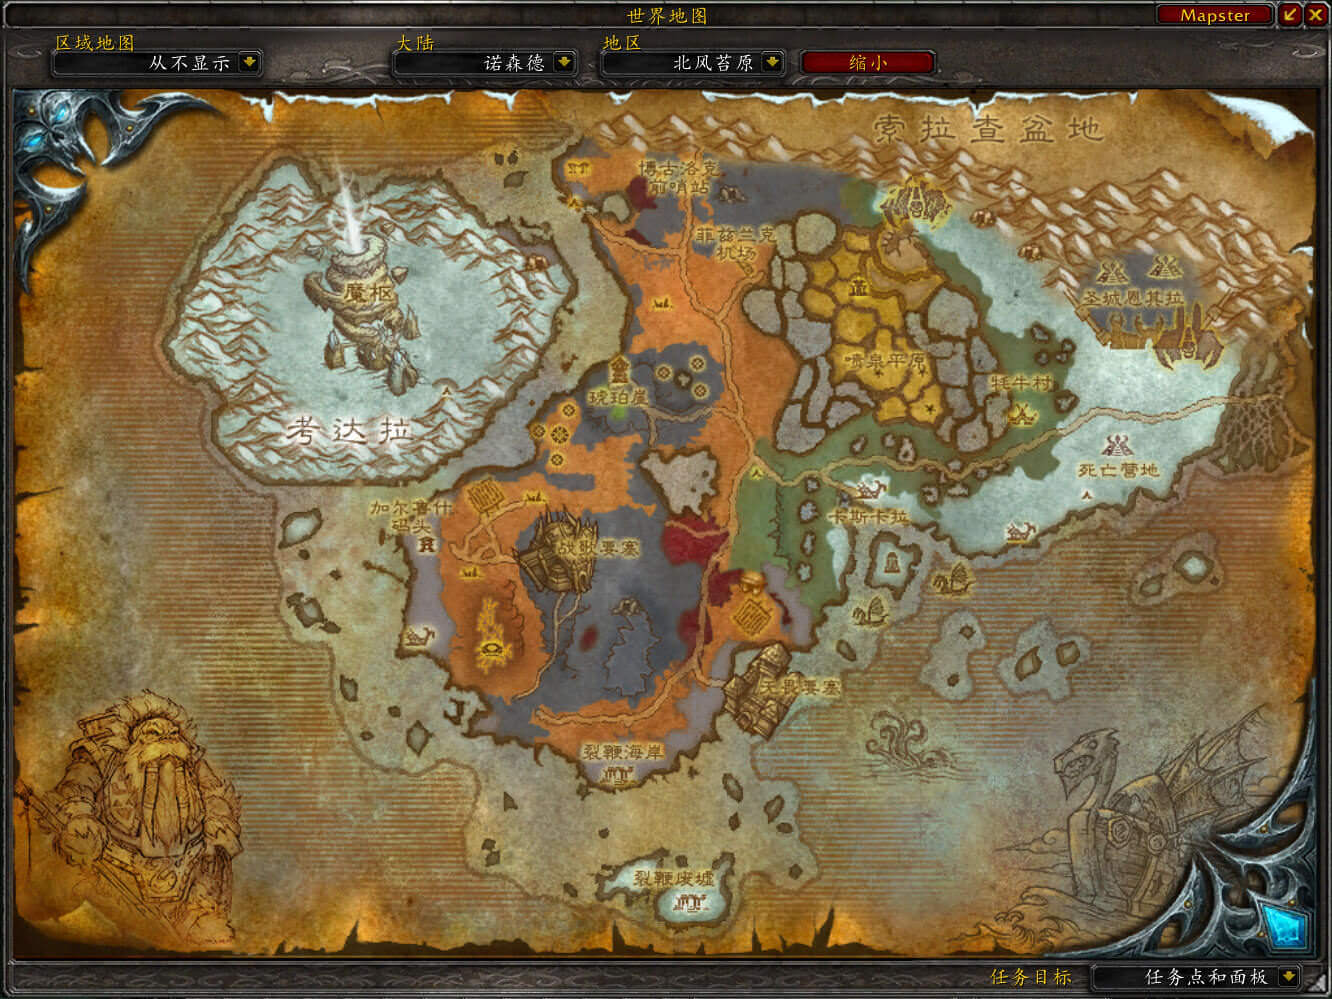 世界地图
Mapster
区域地图
大陆
地区
从不显示
诺森德
北风苔原
缩小
索拉查盆地
博古洛克
前哨站
菲兹兰克
机场
魔枢
圣城恩其拉
喷泉平原
牦牛村
琥珀崖
考达拉
死亡营地
加尔鲁什
码头
卡斯卡拉
战歌要塞
无畏要塞
裂鞭海岸
裂鞭废墟
任务目标
任务点和面板